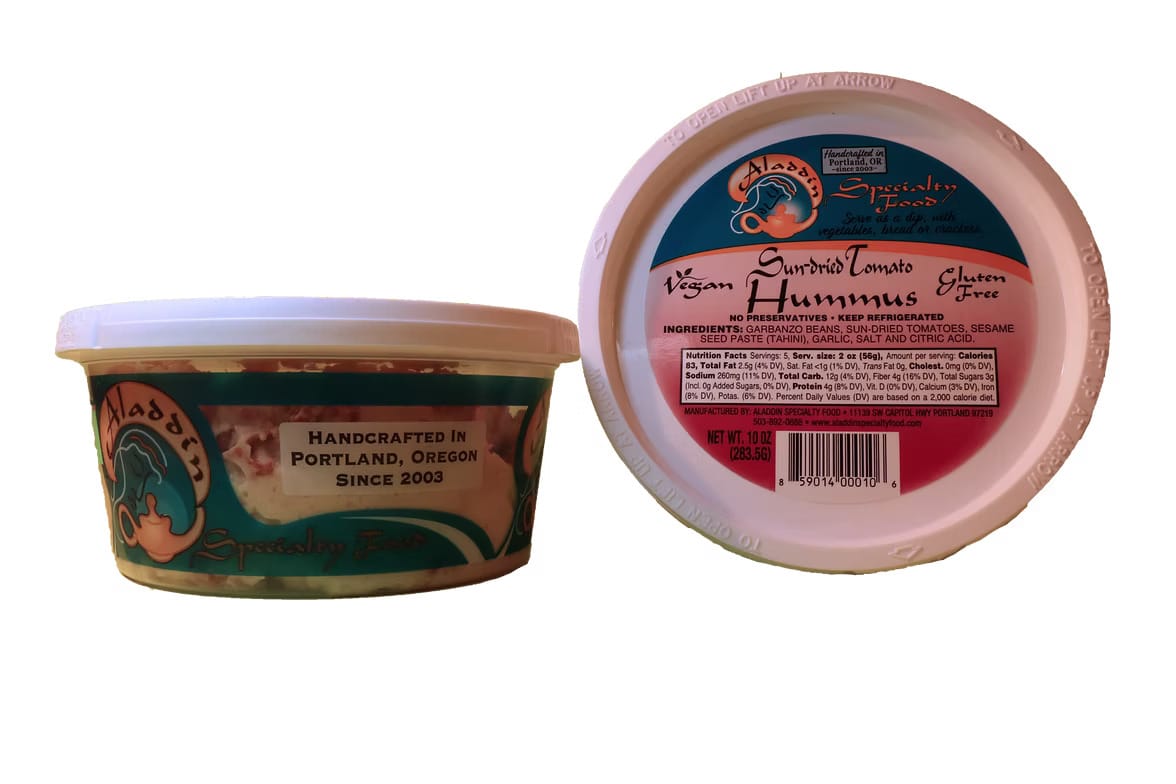 Aladdin
HANDCRAFTED IN
PORTLAND, OREGON
SINCE 2003
Specialty Food
TO OPEN LIFT UP AT ARROW
TO OPEN LIFT UP AT ARROW
TO OPEN LIFT UP AT ARROW
Handcrafted in
Portland, OR
~since 2003~
Aladdin
Specialty
Food
Serve as a dip, with
vegetables, bread or crackers.
Sun-dried Tomato
Vegan
Hummus
Gluten
Free
NO PRESERVATIVES • KEEP REFRIGERATED
INGREDIENTS: GARBANZO BEANS, SUN-DRIED TOMATOES, SESAME
SEED PASTE (TAHINI), GARLIC, SALT AND CITRIC ACID.
Nutrition Facts Servings: 5, Serv. size: 2 oz (56g), Amount per serving: Calories
83, Total Fat 2.5g (4% DV), Sat. Fat <1g (1% DV), Trans Fat 0g, Cholest. 0mg (0% DV),
Sodium 260mg (11% DV), Total Carb. 12g (4% DV), Fiber 4g (16% DV), Total Sugars 3g
(Incl. 0g Added Sugars, 0% DV), Protein 4g (8% DV), Vit. D (0% DV), Calcium (3% DV), Iron
(8% DV), Potas. (6% DV). Percent Daily Values (DV) are based on a 2,000 calorie diet.
MANUFACTURED BY: ALADDIN SPECIALTY FOOD • 11139 SW CAPITOL HWY PORTLAND 97219
503-892-0888 • www.aladdinspecialtyfood.com
NET WT. 10 OZ
(283.5G)
8 59014 00010 6